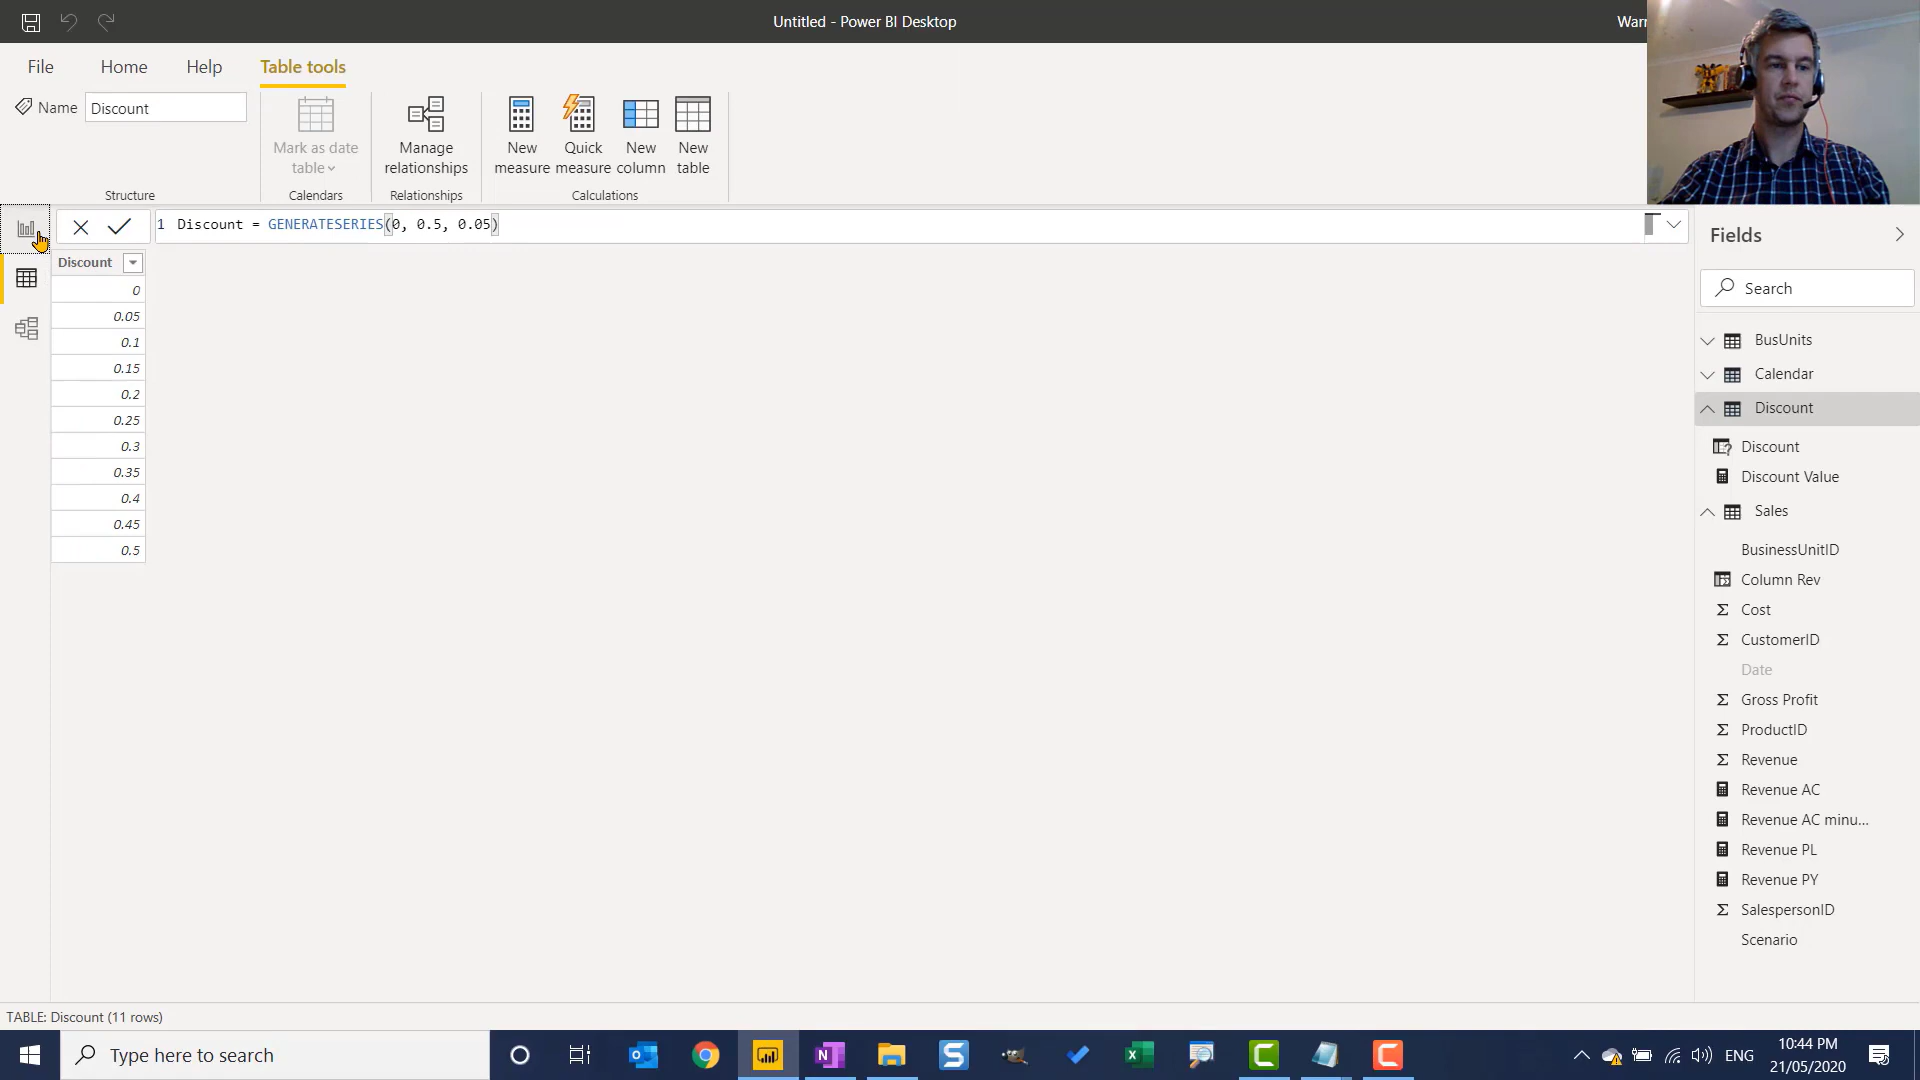 Untitled - Power BI Desktop
Warr
File
Home
Help
Table tools
Name
Discount
Mark as date
table
Manage
relationships
New
measure
Quick
measure
New
column
New
table
Structure
Calendars
Relationships
Calculations
1 Discount = GENERATESERIES(0, 0.5, 0.05)
Discount
0
0.05
0.1
0.15
0.2
0.25
0.3
0.35
0.4
0.45
0.5
Fields
Search
BusUnits
Calendar
Discount
Discount
Discount Value
Sales
BusinessUnitID
Column Rev
Cost
CustomerID
Date
Gross Profit
ProductID
Revenue
Revenue AC
Revenue AC minu...
Revenue PL
Revenue PY
SalespersonID
Scenario
TABLE: Discount (11 rows)
Type here to search
ENG
10:44 PM
21/05/2020